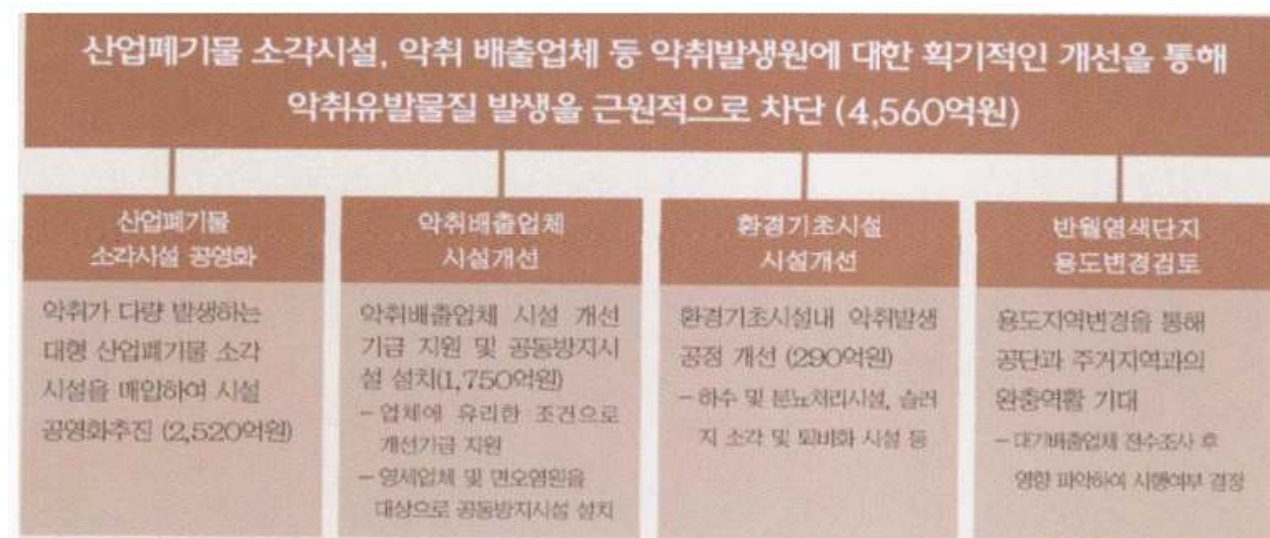 산업폐기물 소각시설, 악취 배출업체 등 악취발생원에 대한 획기적인 개선을 통해
악취유발물질 발생을 근원적으로 차단 (4,560억원)
산업폐기물
소각시설 공영화
악취가 다량 발생하는
대형 산업폐기물 소각
시설을 매입하여 시설
공영화추진 (2,520억원)
악취배출업체
시설개선
악취배출업체 시설 개선
기금 지원 및 공동방지시
설 설치(1,750억원)
- 업체에 유리한 조건으로
개선기금 지원
- 영세업체 및 면오염원을
대상으로 공동방지시설 설치
환경기초시설
시설개선
환경기초시설내 악취발생
공정 개선 (290억원)
- 하수 및 분뇨처리시설, 슬러
지 소각 및 퇴비화 시설 등
반월염색단지
용도변경검토
용도지역변경을 통해
공단과 주거지역과의
완충역활 기대
- 대기배출업체 전수조사 후
영향 파악하여 시행여부 결정